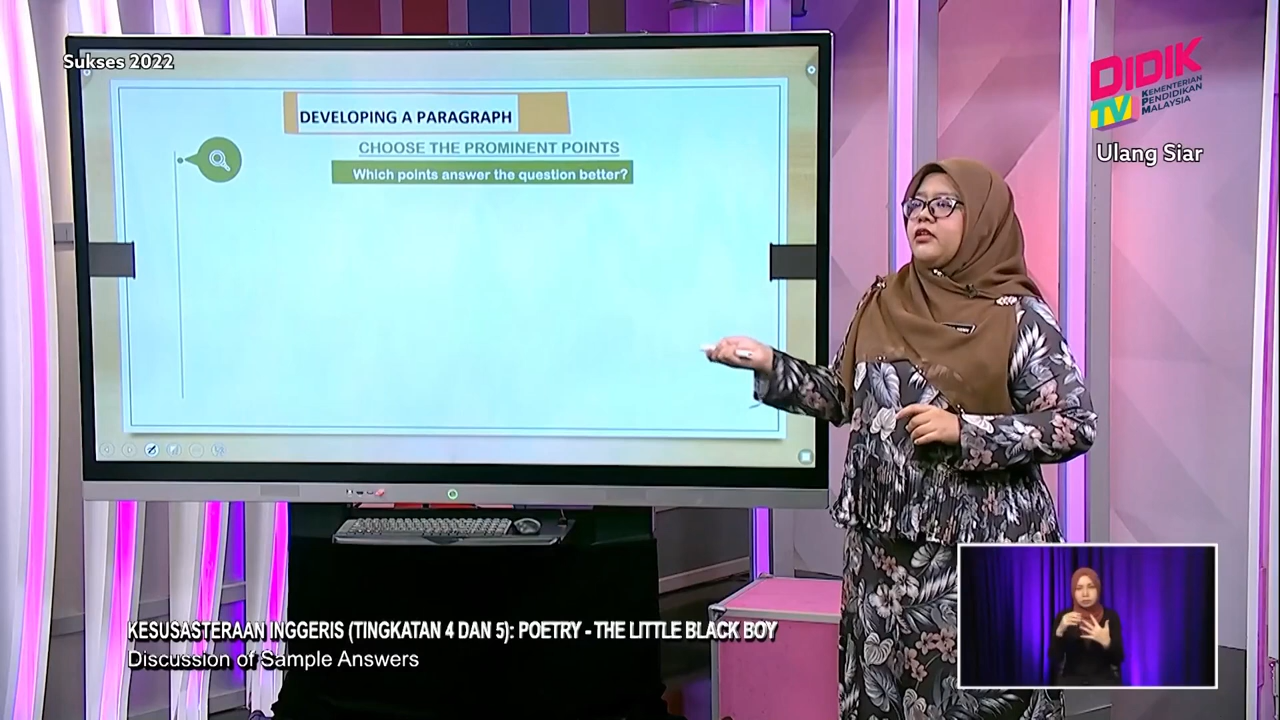 Sukses 2022
DIDIK
TV
KEMENTERIAN
PENDIDIKAN
MALAYSIA
Ulang Siar
DEVELOPING A PARAGRAPH
CHOOSE THE PROMINENT POINTS
Which points answer the question better?
KESUSASTERAAN INGGERIS (TINGKATAN 4 DAN 5): POETRY - THE LITTLE BLACK BOY
Discussion of Sample Answers